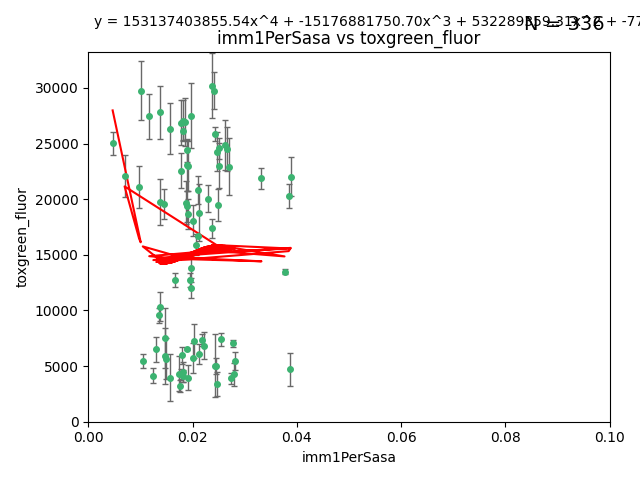 y = 153137403855.54x^4 + -15176881750.70x^3 + 532289359.31x^2 + -77
N = 336
imm1PerSasa vs toxgreen_fluor
30000
25000
20000
15000
10000
5000
0
toxgreen_fluor
0.00 0.02 0.04 0.06 0.08 0.10
imm1PerSasa